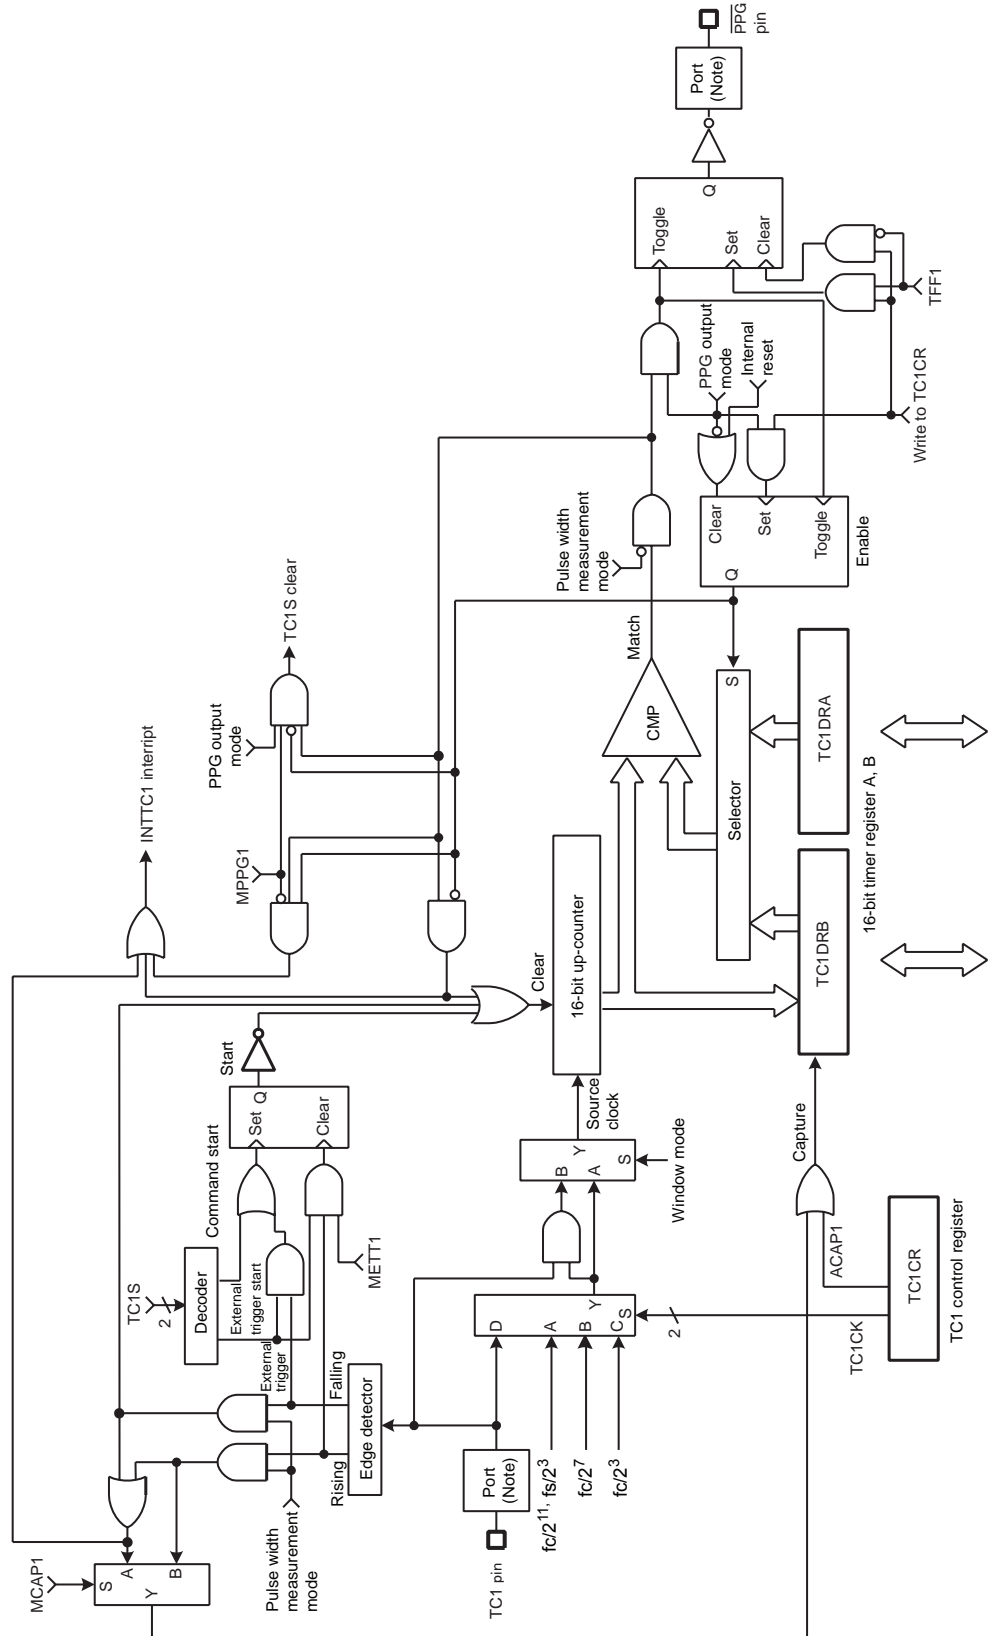 MCAP1
S
A
Y
B
Pulse width
measurement
mode
TC1S
2
Decoder
External
trigger start
External
trigger
Rising
Falling
Edge detector
METT1
Command start
Set
Q
Clear
Start
INTTC1 interript
MPPG1
PPG output
mode
TC1S clear
TC1 pin
Port
(Note)
fc/2^11, fs/2^3
fc/2^7
fc/2^3
D
A
B
C
Y
S
2
TC1CK
B
A
Y
S
Window mode
Source
clock
Clear
16-bit up-counter
CMP
Match
Pulse width
measurement
mode
TC1CR
TC1 control register
ACAP1
Capture
TC1DRB
TC1DRA
16-bit timer register A, B
Selector
S
Q
Clear
Set
Toggle
Enable
PPG output
mode
Internal
reset
Write to TC1CR
TFF1
Toggle
Set
Clear
Q
Port
(Note)
PPG
pin